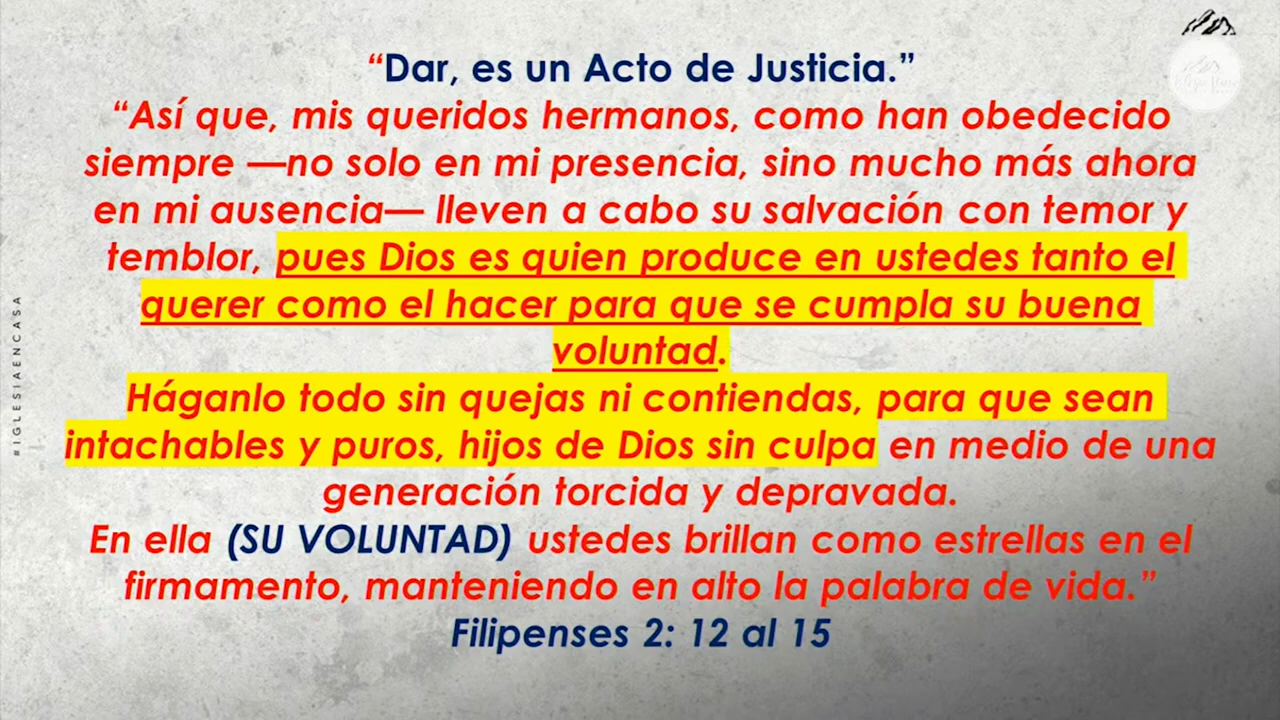 “Dar, es un Acto de Justicia.”
“Así que, mis queridos hermanos, como han obedecido
siempre —no solo en mi presencia, sino mucho más ahora
en mi ausencia— lleven a cabo su salvación con temor y
temblor, pues Dios es quien produce en ustedes tanto el
querer como el hacer para que se cumpla su buena
voluntad.
Háganlo todo sin quejas ni contiendas, para que sean
intachables y puros, hijos de Dios sin culpa en medio de una
generación torcida y depravada.
En ella (SU VOLUNTAD) ustedes brillan como estrellas en el
firmamento, manteniendo en alto la palabra de vida.”
Filipenses 2: 12 al 15
#IGLESIAENCASA